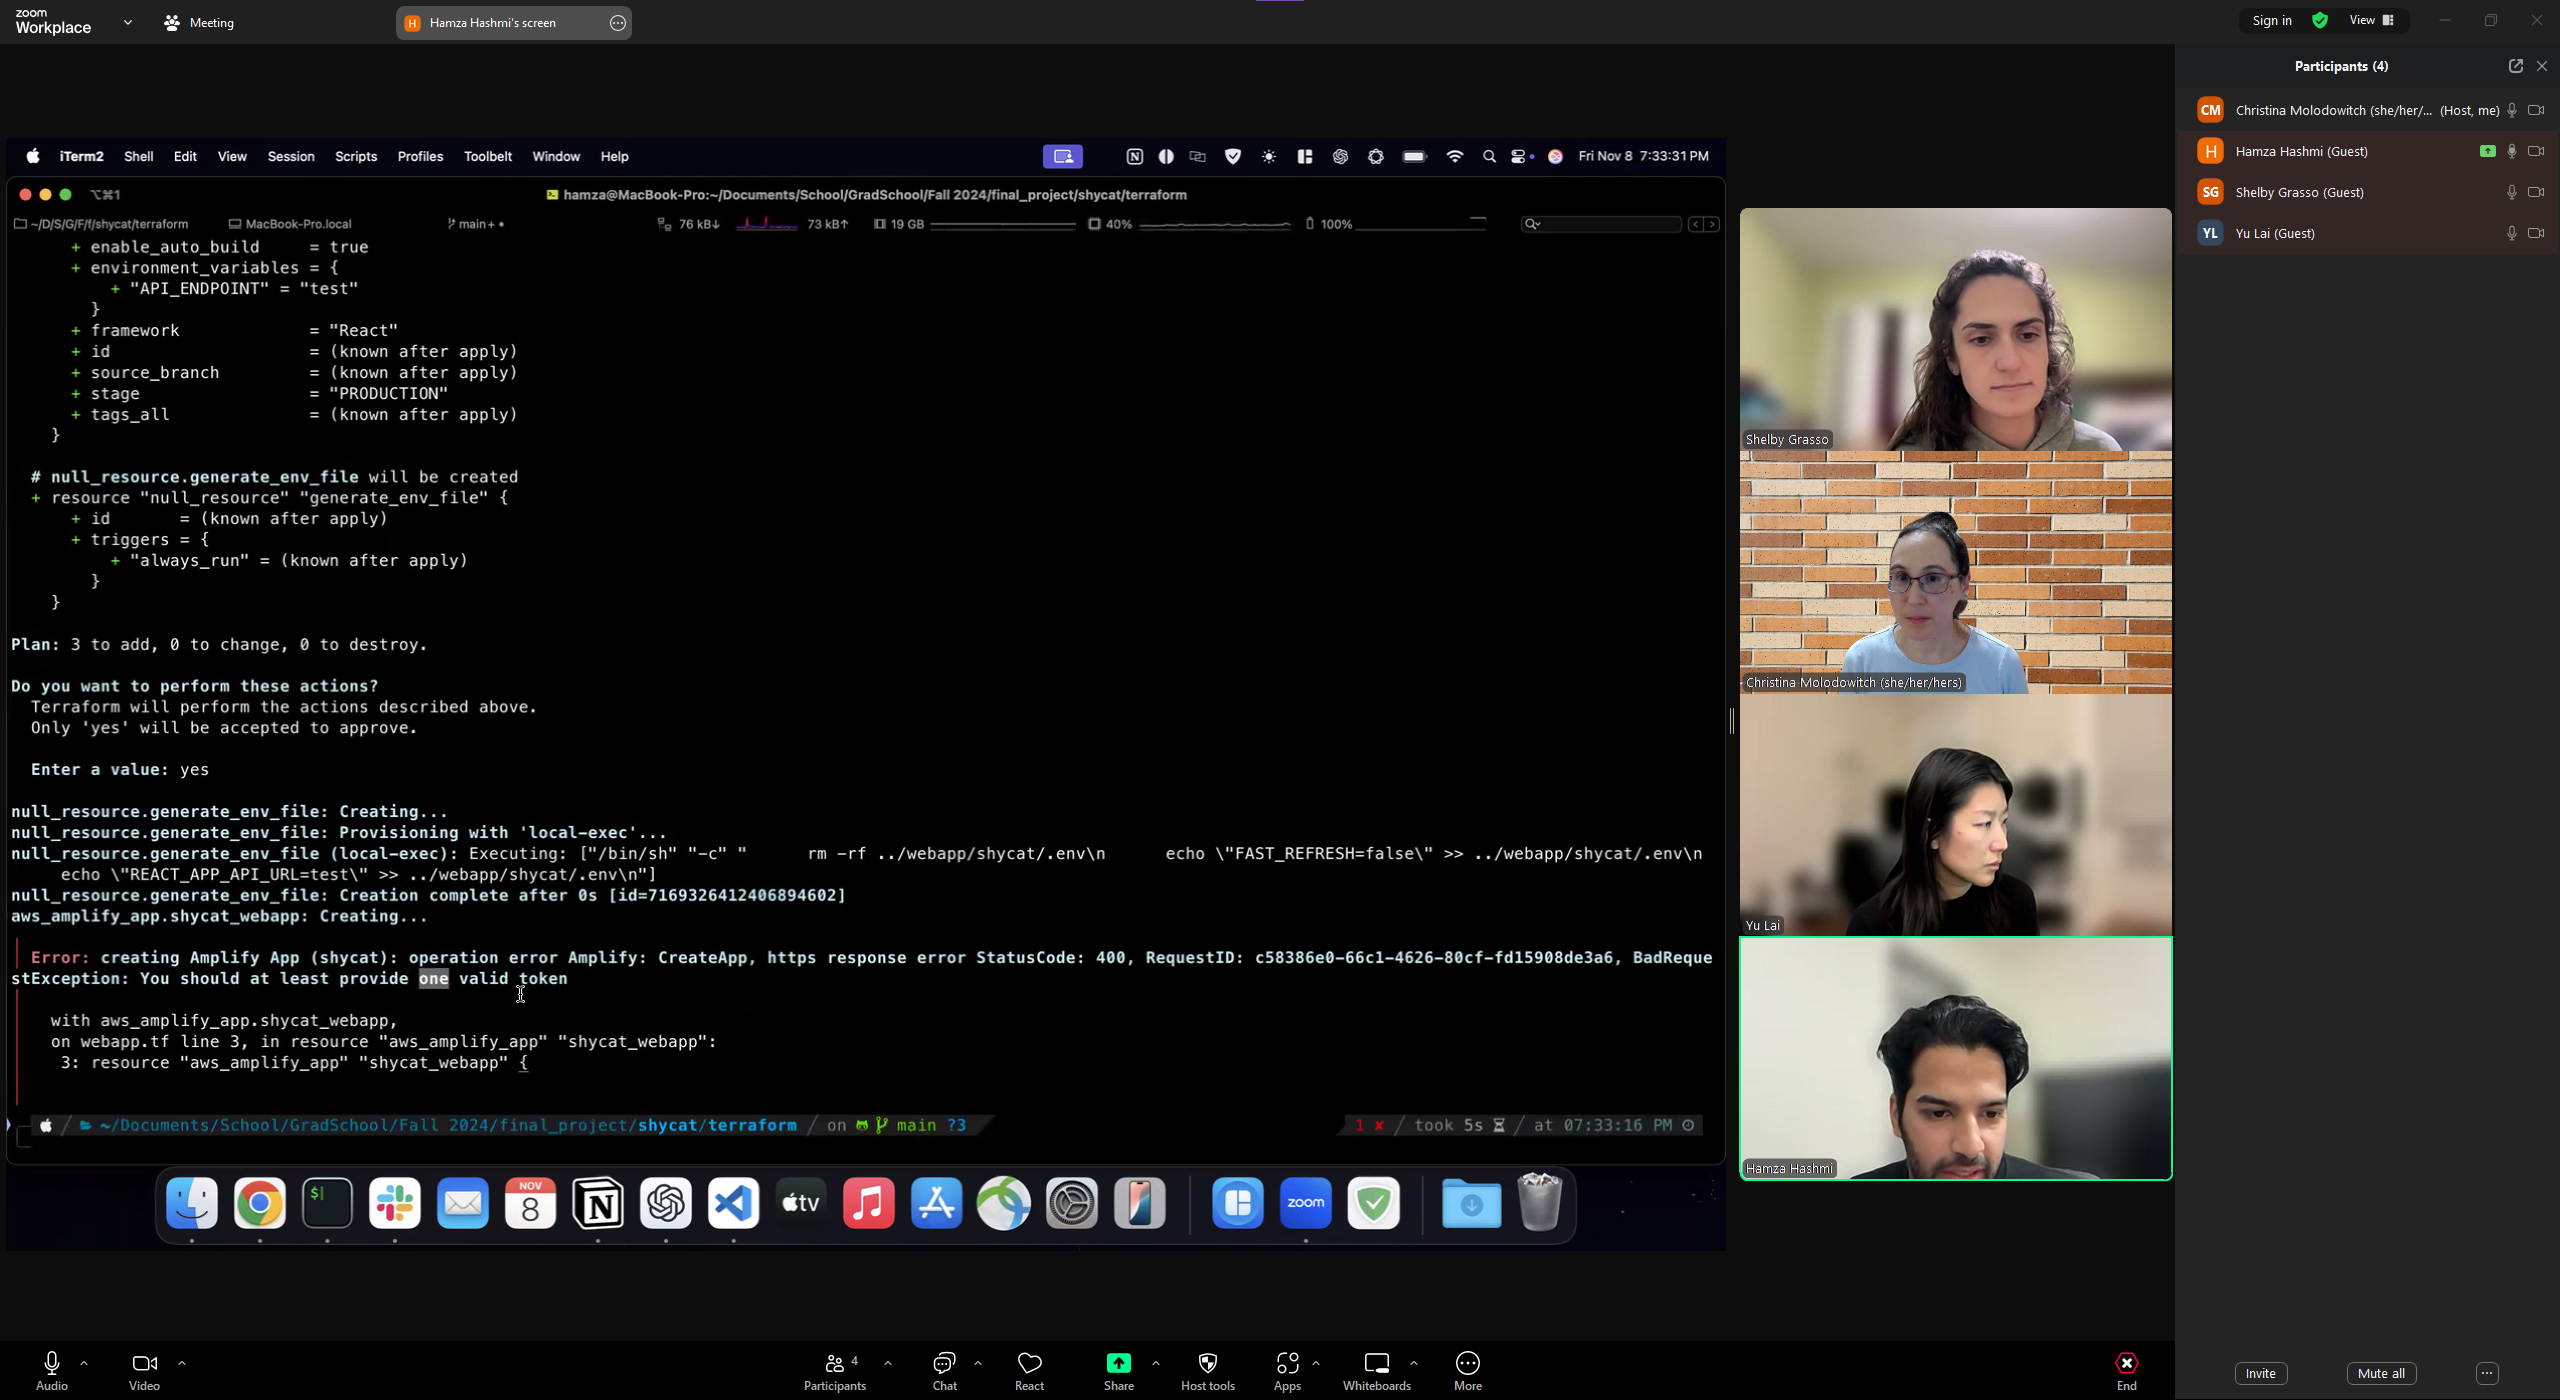 zoom
Workplace
Meeting
H Hamza Hashmi's screen
Sign in
View
Participants (4)
CM Christina Molodowitch (she/her/... (Host, me)
H Hamza Hashmi (Guest)
SG Shelby Grasso (Guest)
YL Yu Lai (Guest)
iTerm2 Shell Edit View Session Scripts Profiles Toolbelt Window Help
Fri Nov 8 7:33:31 PM
⌥⌘1
hamza@MacBook-Pro:~/Documents/School/GradSchool/Fall 2024/final_project/shycat/terraform
~/D/S/G/F/f/shycat/terraform MacBook-Pro.local main+• 76 kB↓ 73 kB↑ 19 GB 40% 100%
+ enable_auto_build = true
+ environment_variables = {
+ "API_ENDPOINT" = "test"
}
+ framework = "React"
+ id = (known after apply)
+ source_branch = (known after apply)
+ stage = "PRODUCTION"
+ tags_all = (known after apply)
}
# null_resource.generate_env_file will be created
+ resource "null_resource" "generate_env_file" {
+ id = (known after apply)
+ triggers = {
+ "always_run" = (known after apply)
}
}
Plan: 3 to add, 0 to change, 0 to destroy.
Do you want to perform these actions?
Terraform will perform the actions described above.
Only 'yes' will be accepted to approve.
Enter a value: yes
null_resource.generate_env_file: Creating...
null_resource.generate_env_file: Provisioning with 'local-exec'...
null_resource.generate_env_file (local-exec): Executing: ["/bin/sh" "-c" " rm -rf ../webapp/shycat/.env\n echo \"FAST_REFRESH=false\" >> ../webapp/shycat/.env\n
echo \"REACT_APP_API_URL=test\" >> ../webapp/shycat/.env\n"]
null_resource.generate_env_file: Creation complete after 0s [id=7169326412406894602]
aws_amplify_app.shycat_webapp: Creating...
Error: creating Amplify App (shycat): operation error Amplify: CreateApp, https response error StatusCode: 400, RequestID: c58386e0-66c1-4626-80cf-fd15908de3a6, BadReque
stException: You should at least provide one valid token
with aws_amplify_app.shycat_webapp,
on webapp.tf line 3, in resource "aws_amplify_app" "shycat_webapp":
3: resource "aws_amplify_app" "shycat_webapp" {
~/Documents/School/GradSchool/Fall 2024/final_project/shycat/terraform / on main ?3
1 ✘ / took 5s / at 07:33:16 PM
NOV
8
$
tv
zoom
Shelby Grasso
Christina Molodowitch (she/her/hers)
Yu Lai
Hamza Hashmi
Audio
Video
4
Participants
Chat
React
Share
Host tools
Apps
Whiteboards
More
End
Invite
Mute all